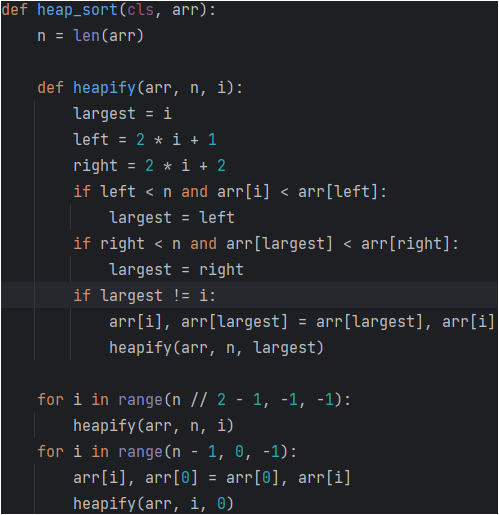 def heap_sort(cls, arr):
    n = len(arr)

    def heapify(arr, n, i):
        largest = i
        left = 2 * i + 1
        right = 2 * i + 2
        if left < n and arr[i] < arr[left]:
            largest = left
        if right < n and arr[largest] < arr[right]:
            largest = right
        if largest != i:
            arr[i], arr[largest] = arr[largest], arr[i]
            heapify(arr, n, largest)

    for i in range(n // 2 - 1, -1, -1):
        heapify(arr, n, i)
    for i in range(n - 1, 0, -1):
        arr[i], arr[0] = arr[0], arr[i]
        heapify(arr, i, 0)